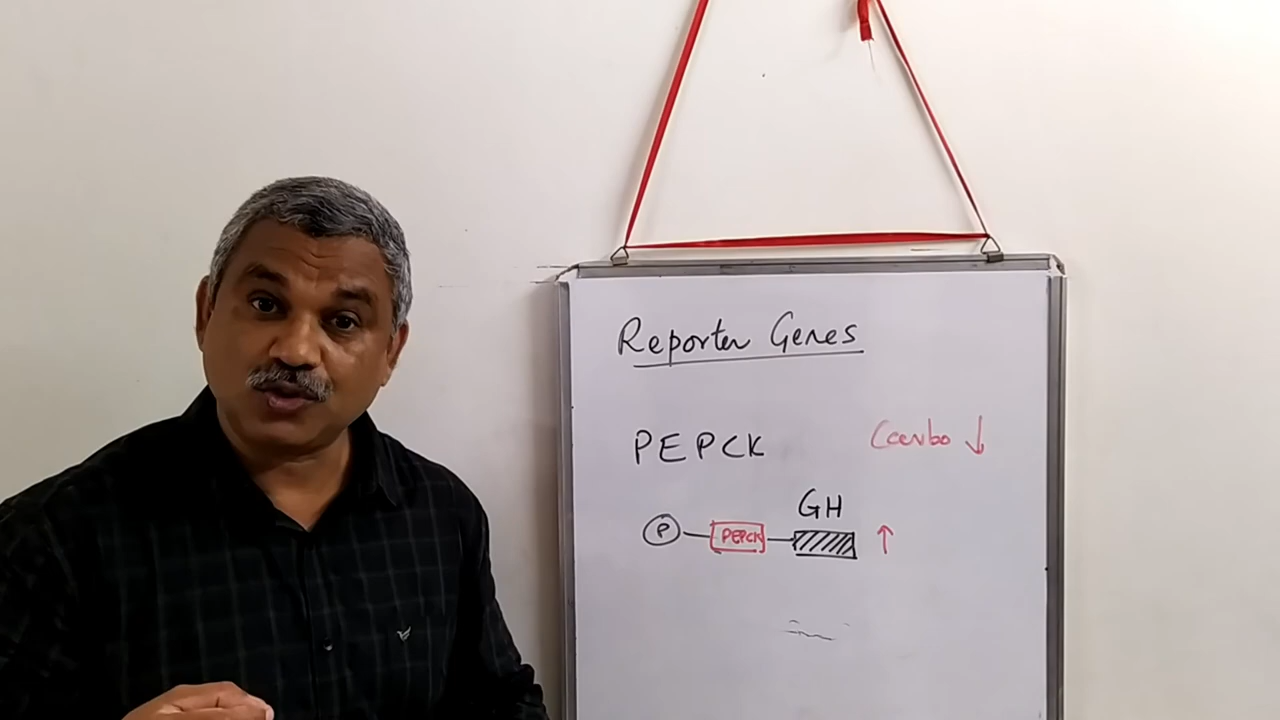 Reporter Genes
PEPCK
Carbo ↓
GH
P PEPCK ↑